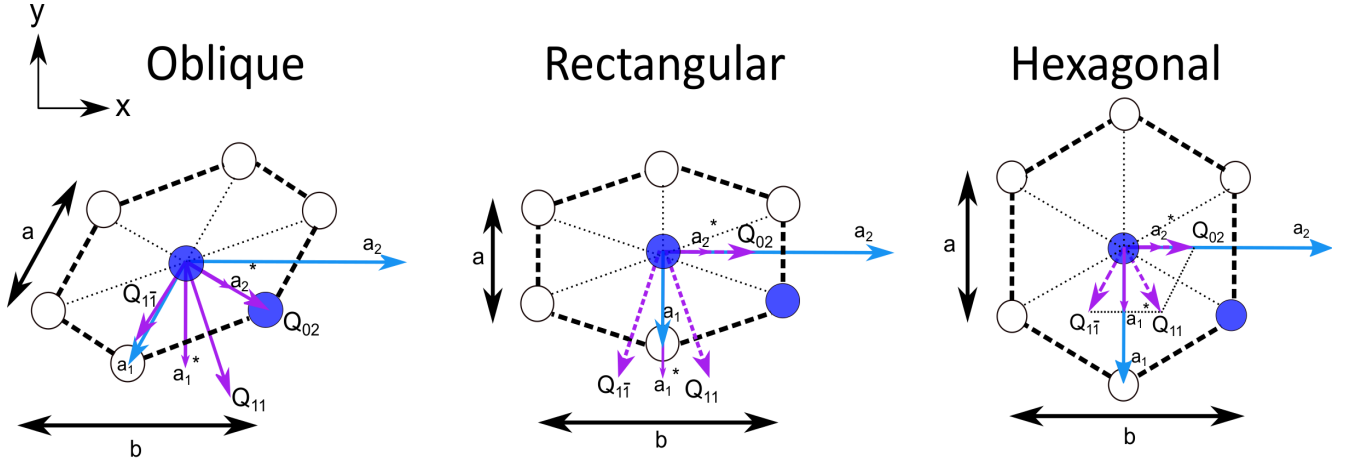 y
x
Oblique
a
a₂
a₂*
Q₁₁̅
Q₀₂
a₁
a₁*
Q₁₁
b
Rectangular
a
a₂*
Q₀₂
a₂
a₁
Q₁₁̅
a₁*
Q₁₁
b
Hexagonal
a
a₂*
Q₀₂
a₂
Q₁₁̅
a₁*
Q₁₁
a₁
b